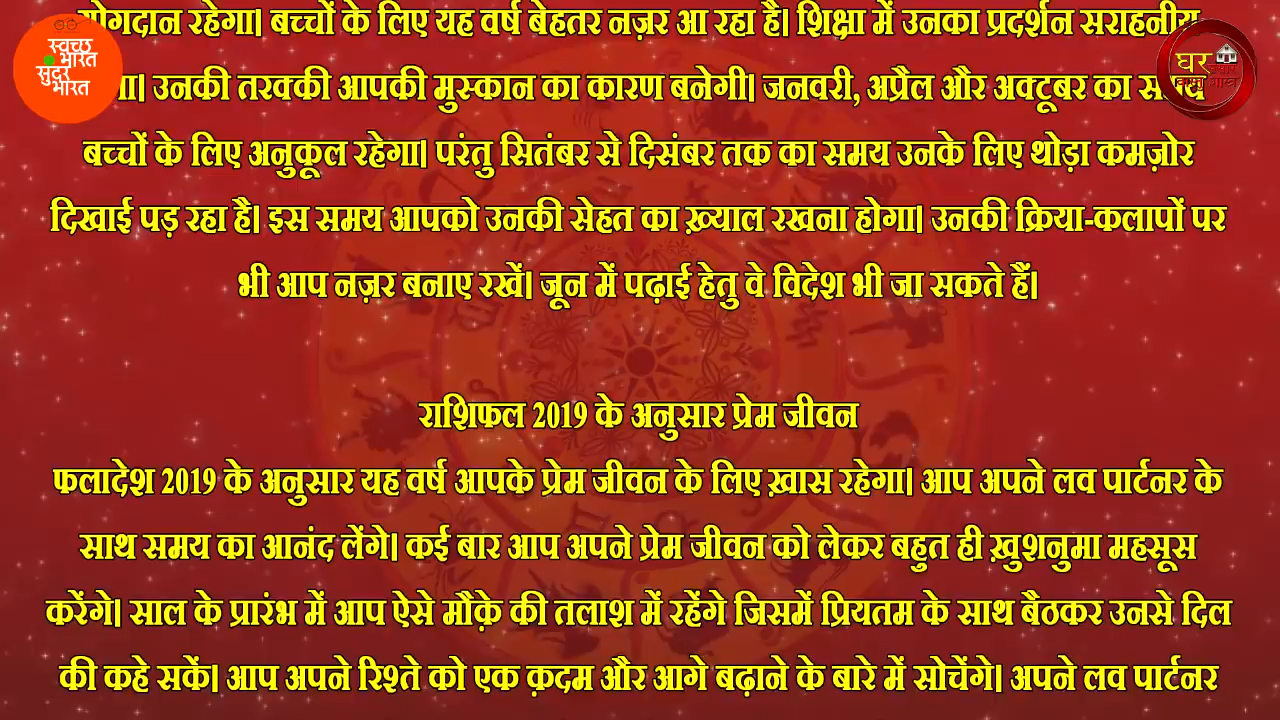 योगदान रहेगा। बच्चों के लिए यह वर्ष बेहतर नज़र आ रहा है। शिक्षा में उनका प्रदर्शन सराहनीय
उनकी तरक्की आपकी मुस्कान का कारण बनेगी। जनवरी, अप्रैल और अक्टूबर का समय
बच्चों के लिए अनुकूल रहेगा। परंतु सितंबर से दिसंबर तक का समय उनके लिए थोड़ा कमज़ोर
दिखाई पड़ रहा है। इस समय आपको उनकी सेहत का ख़्याल रखना होगा। उनकी क्रिया-कलापों पर
भी आप नज़र बनाए रखें। जून में पढ़ाई हेतु वे विदेश भी जा सकते हैं।
राशिफल 2019 के अनुसार प्रेम जीवन
फलादेश 2019 के अनुसार यह वर्ष आपके प्रेम जीवन के लिए ख़ास रहेगा। आप अपने लव पार्टनर के
साथ समय का आनंद लेंगे। कई बार आप अपने प्रेम जीवन को लेकर बहुत ही ख़ुशनुमा महसूस
करेंगे। साल के प्रारंभ में आप ऐसे मौक़े की तलाश में रहेंगे जिसमें प्रियतम के साथ बैठकर उनसे दिल
की कहे सकें। आप अपने रिश्ते को एक क़दम और आगे बढ़ाने के बारे में सोचेंगे। अपने लव पार्टनर
स्वच्छ
भारत
सुंदर
भारत
घर